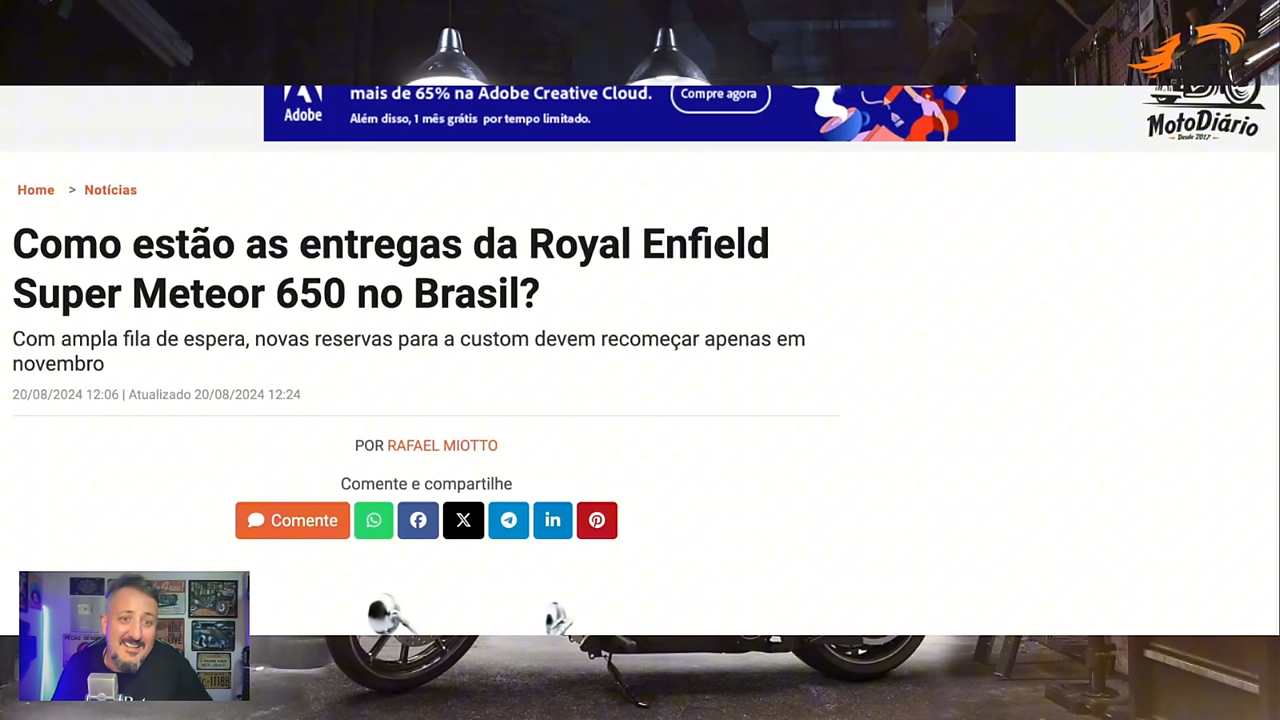 mais de 65% na Adobe Creative Cloud.
Compre agora
Adobe
Além disso, 1 mês grátis por tempo limitado.
MotoDiário
Desde 2017
Home > Notícias
Como estão as entregas da Royal Enfield
Super Meteor 650 no Brasil?
Com ampla fila de espera, novas reservas para a custom devem recomeçar apenas em
novembro
20/08/2024 12:06 | Atualizado 20/08/2024 12:24
POR RAFAEL MIOTTO
Comente e compartilhe
Comente